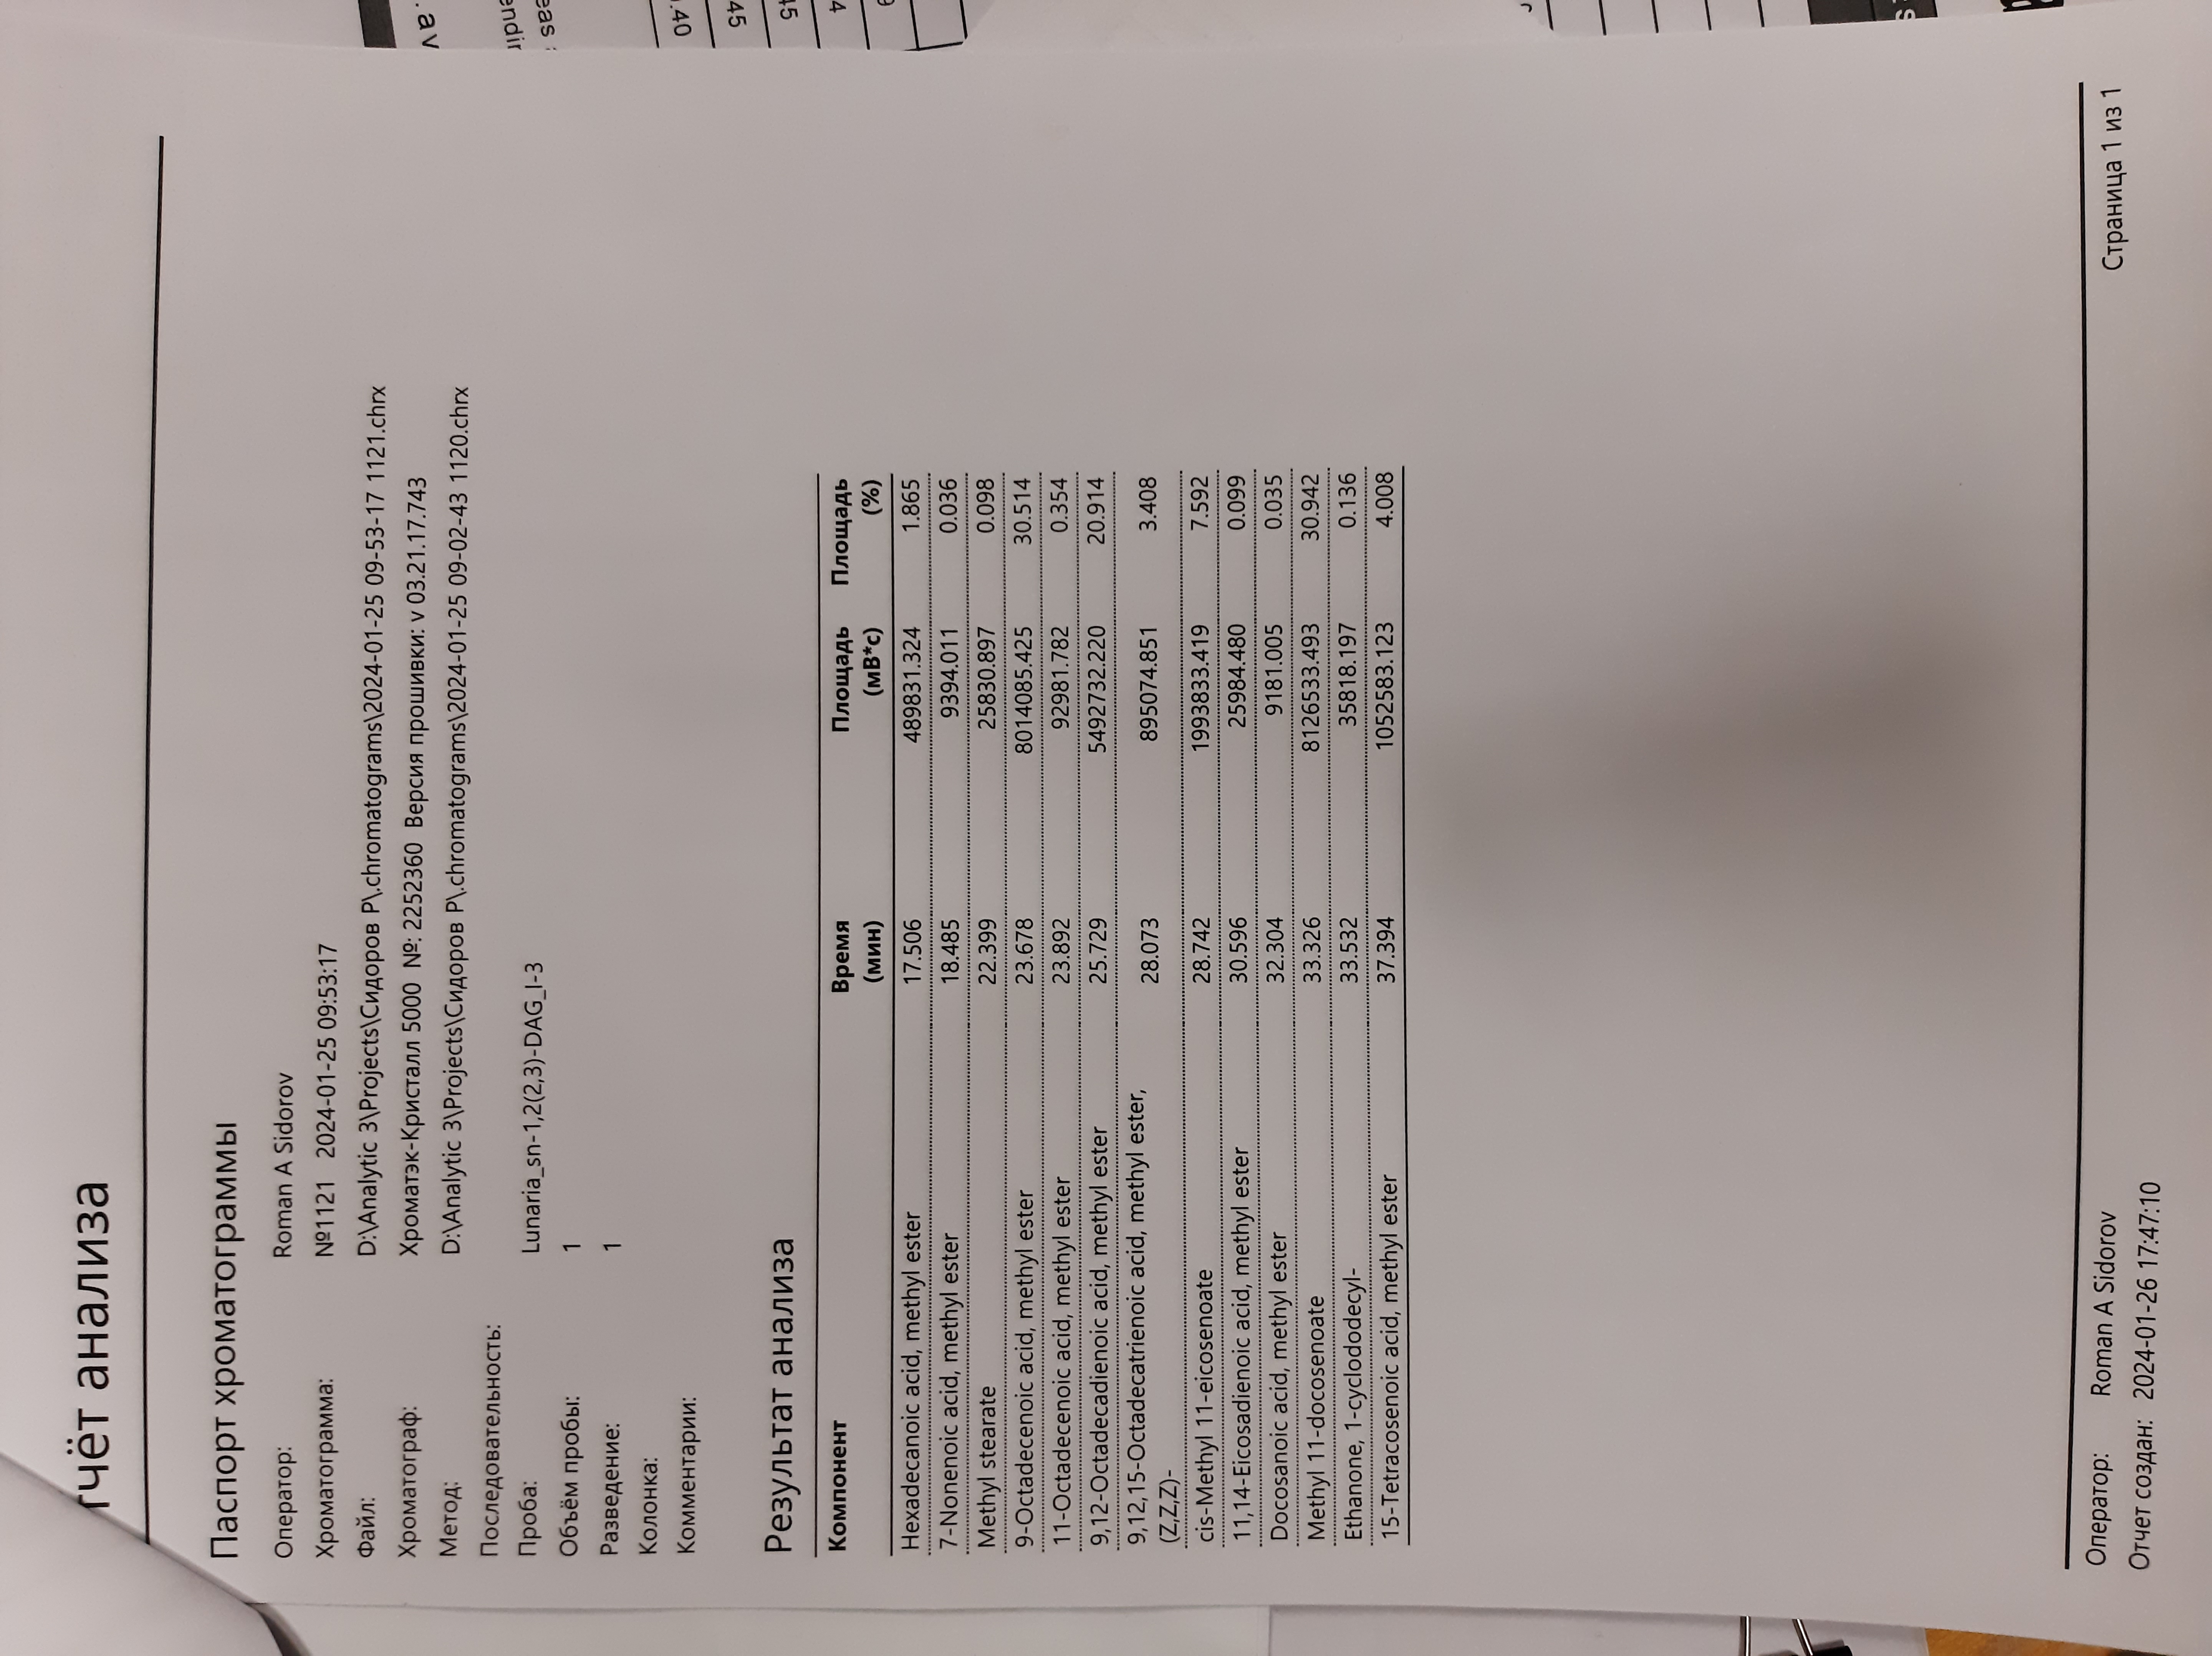 тчёт анализа
Паспорт хроматограммы
Оператор: Roman A Sidorov
Хроматограмма: №1121 2024-01-25 09:53:17
Файл: D:\Analytic 3\Projects\Сидоров Р\.chromatograms\2024-01-25 09-53-17 1121.chrx
Хроматограф: Хроматэк-Кристалл 5000 №: 2252360 Версия прошивки: v 03.21.17.743
Метод: D:\Analytic 3\Projects\Сидоров Р\.chromatograms\2024-01-25 09-02-43 1120.chrx
Последовательность:
Проба: Lunaria_sn-1,2(2,3)-DAG_I-3
Объём пробы: 1
Разведение: 1
Колонка:
Комментарии:
Результат анализа
Компонент Время Площадь Площадь
(мин) (мВ*с) (%)
Hexadecanoic acid, methyl ester 17.506 489831.324 1.865
7-Nonenoic acid, methyl ester 18.485 9394.011 0.036
Methyl stearate 22.399 25830.897 0.098
9-Octadecenoic acid, methyl ester 23.678 8014085.425 30.514
11-Octadecenoic acid, methyl ester 23.892 92981.782 0.354
9,12-Octadecadienoic acid, methyl ester 25.729 5492732.220 20.914
9,12,15-Octadecatrienoic acid, methyl ester, 28.073 895074.851 3.408
(Z,Z,Z)-
cis-Methyl 11-eicosenoate 28.742 1993833.419 7.592
11,14-Eicosadienoic acid, methyl ester 30.596 25984.480 0.099
Docosanoic acid, methyl ester 32.304 9181.005 0.035
Methyl 11-docosenoate 33.326 8126533.493 30.942
Ethanone, 1-cyclododecyl- 33.532 35818.197 0.136
15-Tetracosenoic acid, methyl ester 37.394 1052583.123 4.008
Оператор: Roman A Sidorov
Страница 1 из 1
Отчет создан: 2024-01-26 17:47:10